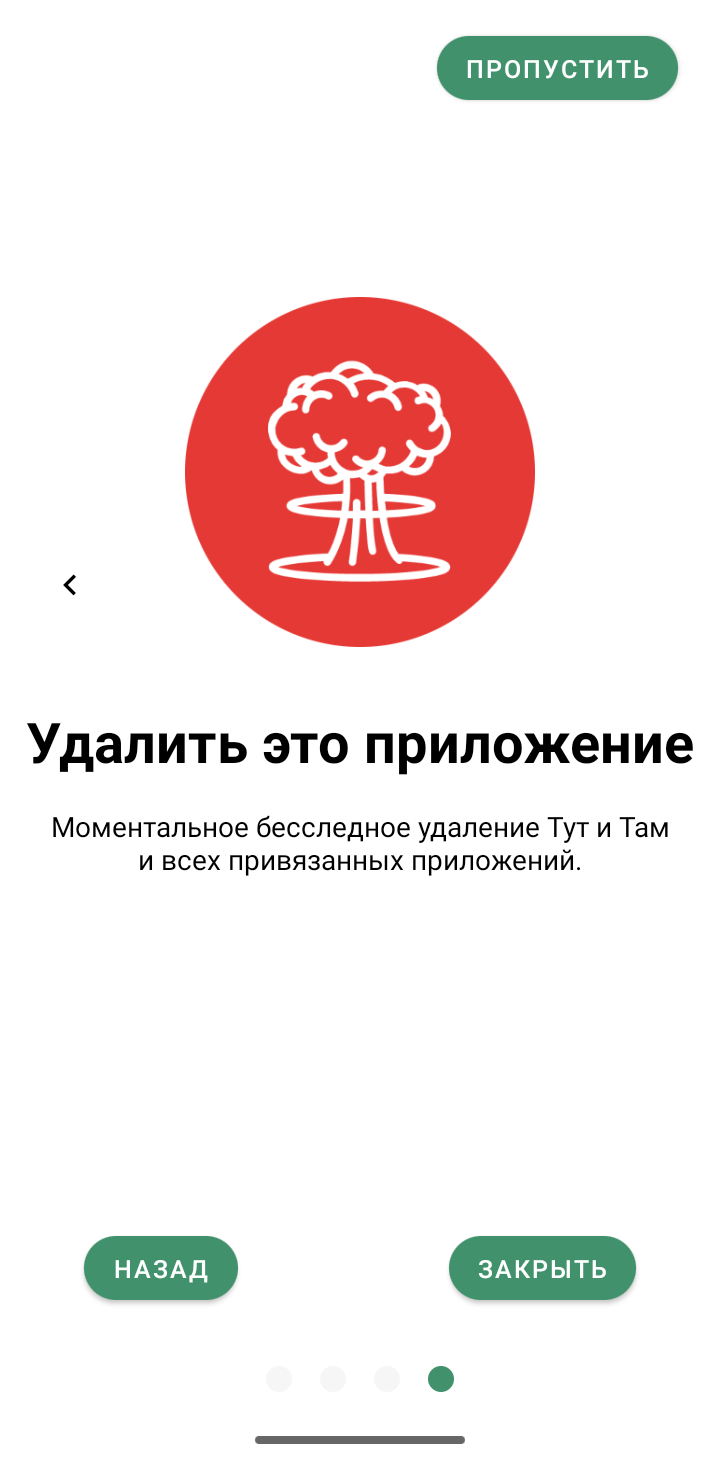 ПРОПУСТИТЬ
Удалить это приложение
Моментальное бесследное удаление Тут и Там
и всех привязанных приложений.
НАЗАД
ЗАКРЫТЬ